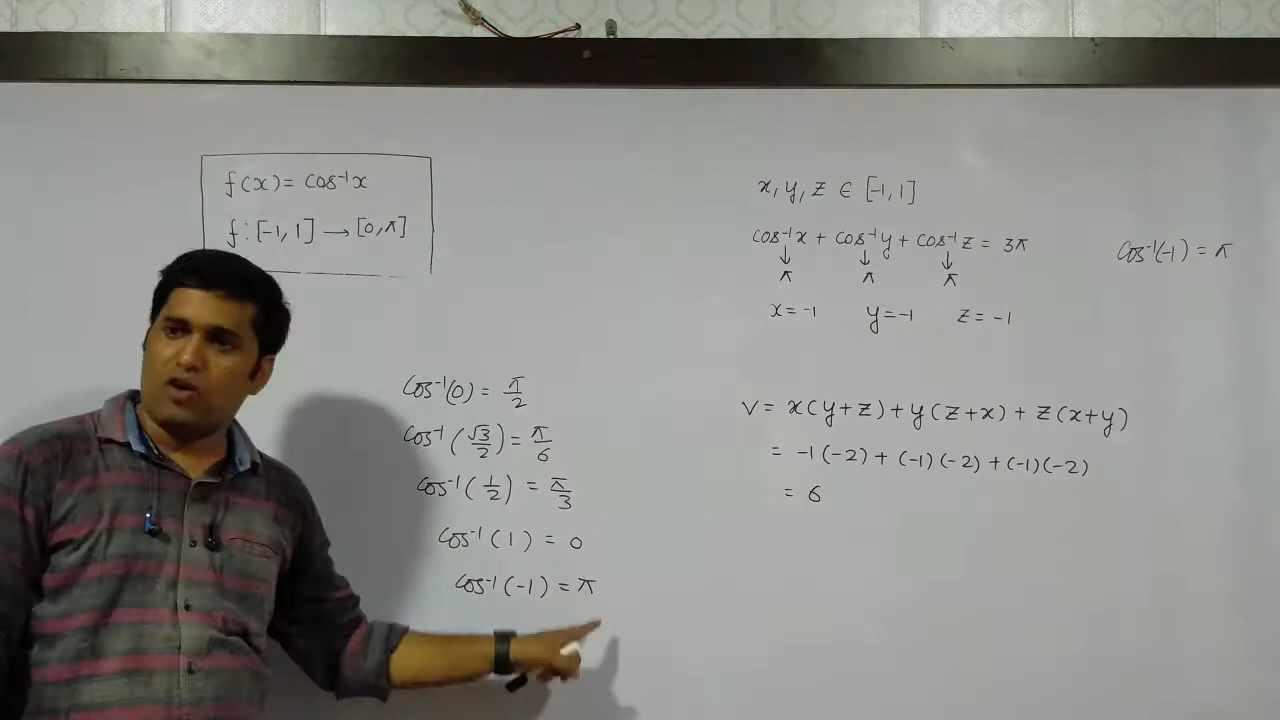 f(x) = cos⁻¹x
f : [-1, 1] → [0, π]
cos⁻¹(0) = π/2
cos⁻¹(√3/2) = π/6
cos⁻¹(1/2) = π/3
cos⁻¹(1) = 0
cos⁻¹(-1) = π
x, y, z ∈ [-1, 1]
cos⁻¹x + cos⁻¹y + cos⁻¹z = 3π
↓ ↓ ↓
π π π
x = -1 y = -1 z = -1
cos⁻¹(-1) = π
V = x(y+z) + y(z+x) + z(x+y)
= -1(-2) + (-1)(-2) + (-1)(-2)
= 6